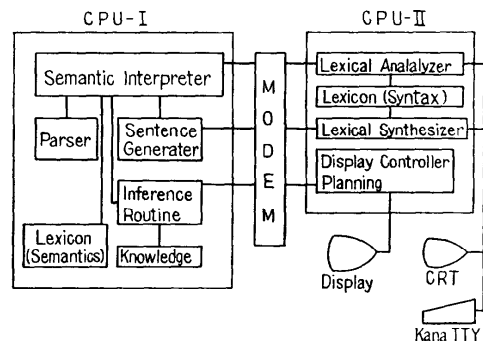 CPU-I
Semantic Interpreter
Parser
Sentence
Generater
Inference
Routine
Lexicon
(Semantics)
Knowledge
MODEM
CPU-II
Lexical Analalyzer
Lexicon (Syntax)
Lexical Synthesizer
Display Controller
Planning
Display
CRT
Kana TTY